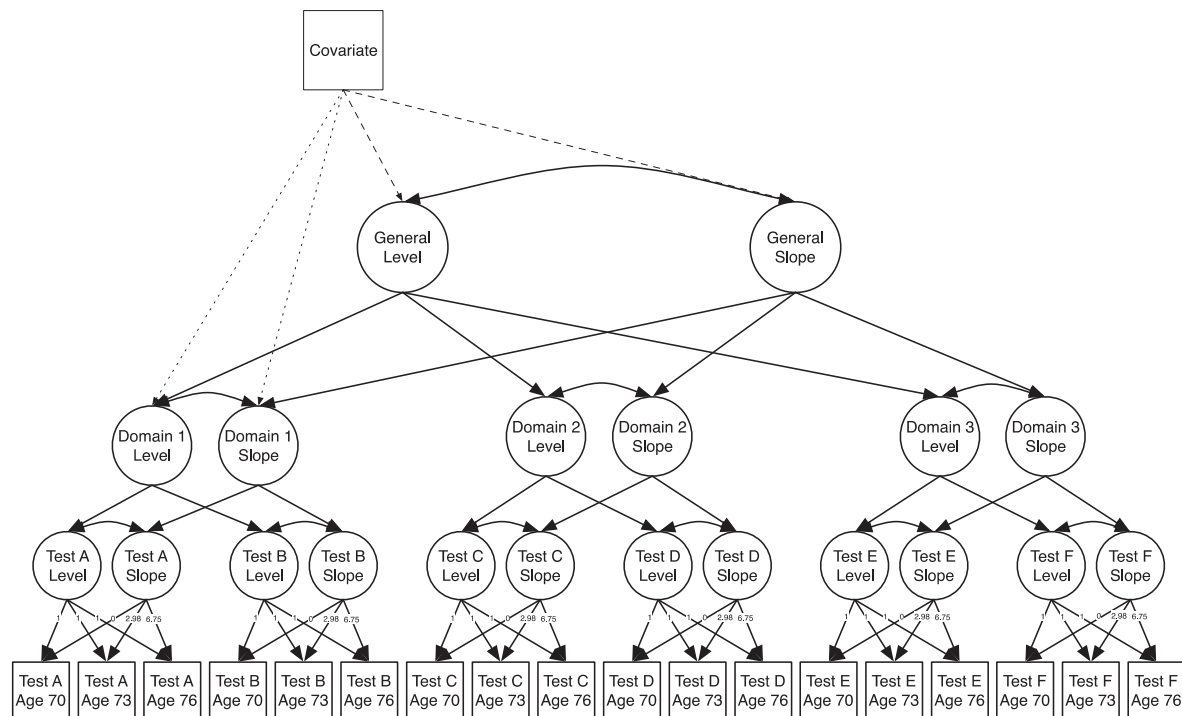 Covariate
General
Level
General
Slope
Domain 1
Level
Domain 1
Slope
Domain 2
Level
Domain 2
Slope
Domain 3
Level
Domain 3
Slope
Test A
Level
Test A
Slope
Test B
Level
Test B
Slope
Test C
Level
Test C
Slope
Test D
Level
Test D
Slope
Test E
Level
Test E
Slope
Test F
Level
Test F
Slope
1 1 1 0 2.98 6.75
1 1 1 0 2.98 6.75
1 1 1 0 2.98 6.75
1 1 1 0 2.98 6.75
1 1 1 0 2.98 6.75
1 1 1 0 2.98 6.75
Test A
Age 70
Test A
Age 73
Test A
Age 76
Test B
Age 70
Test B
Age 73
Test B
Age 76
Test C
Age 70
Test C
Age 73
Test C
Age 76
Test D
Age 70
Test D
Age 73
Test D
Age 76
Test E
Age 70
Test E
Age 73
Test E
Age 76
Test F
Age 70
Test F
Age 73
Test F
Age 76